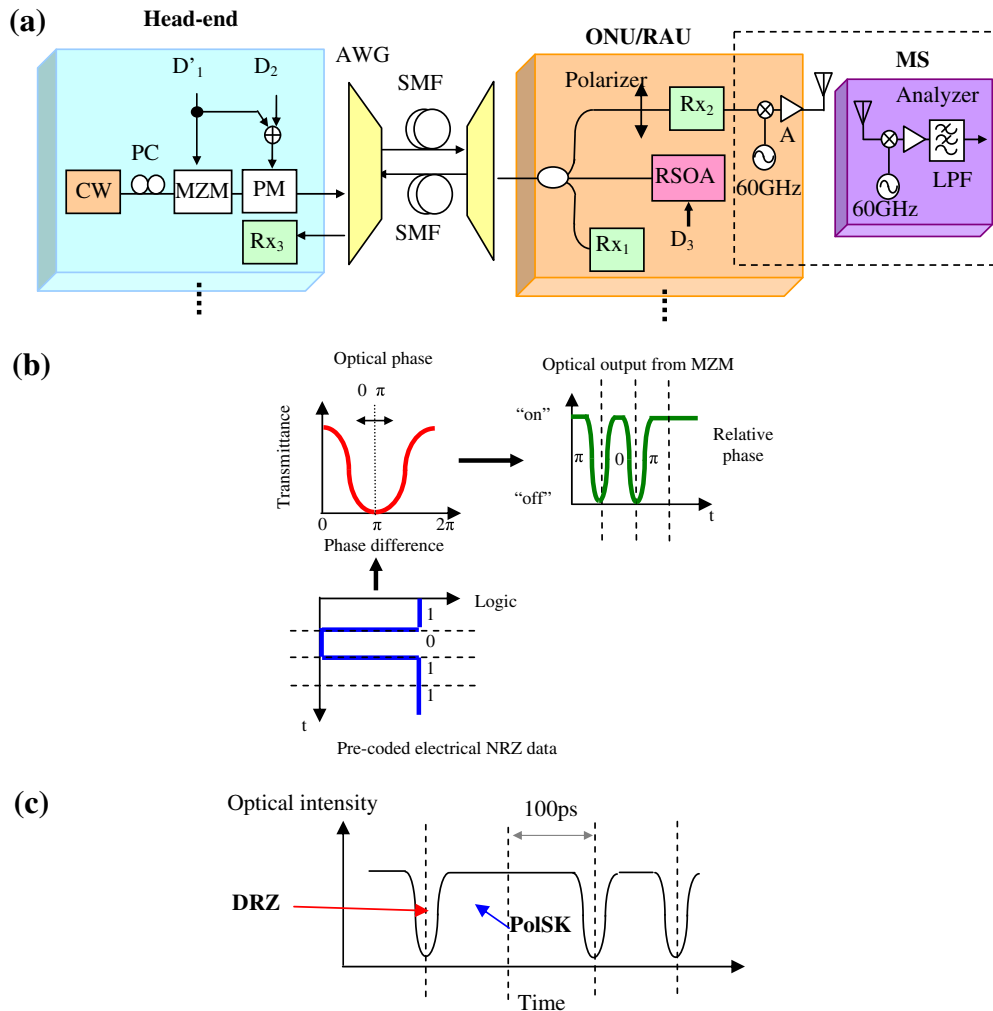 (a)
Head-end
D'1
D2
PC
CW
MZM
PM
Rx3
AWG
SMF
SMF
ONU/RAU
Polarizer
Rx2
RSOA
D3
Rx1
A
60GHz
MS
Analyzer
LPF
60GHz
(b)
Optical phase
0 π
Transmittance
0 π 2π
Phase difference
Optical output from MZM
"on"
"off"
π 0 π
Relative
phase
t
Logic
1
0
1
1
t
Pre-coded electrical NRZ data
(c)
Optical intensity
100ps
DRZ
PolSK
Time